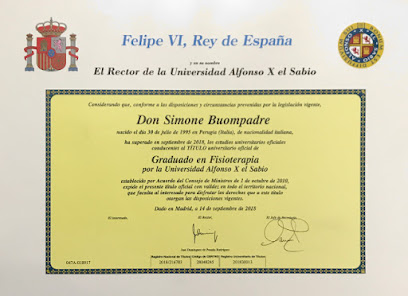 Felipe VI, Rey de España
y en su nombre
El Rector de la Universidad Alfonso X el Sabio
Considerando que, conforme a las disposiciones y circunstancias prevenidas por la legislación vigente,
Don Simone Buompadre
nacido el día 30 de julio de 1995 en Perugia (Italia), de nacionalidad italiana,
ha superado en septiembre de 2018, los estudios universitarios oficiales
conducentes al TÍTULO universitario oficial de
Graduado en Fisioterapia
por la Universidad Alfonso X el Sabio
establecido por Acuerdo del Consejo de Ministros de 1 de octubre de 2010,
expide el presente título oficial con validez en todo el territorio nacional,
que faculta al interesado para disfrutar los derechos que a este título
otorgan las disposiciones vigentes.
Dado en Madrid, a 14 de septiembre de 2018
El interesado, El Rector,